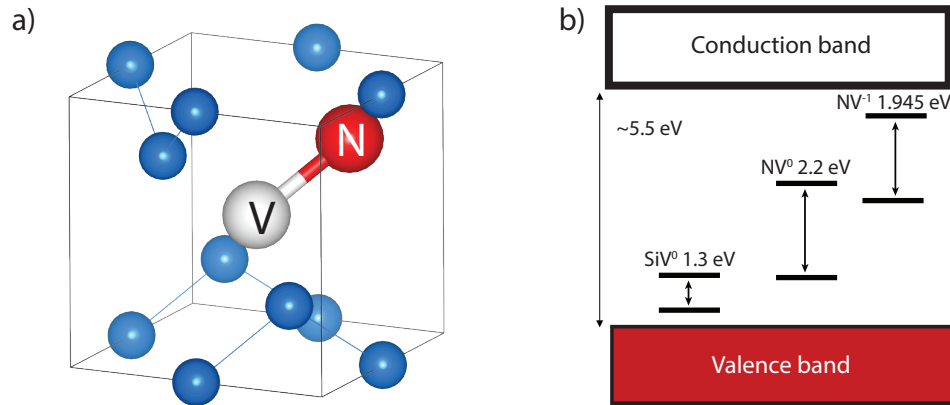 a)
N
V
b)
Conduction band
~5.5 eV
NV⁻¹ 1.945 eV
NV⁰ 2.2 eV
SiV⁰ 1.3 eV
Valence band